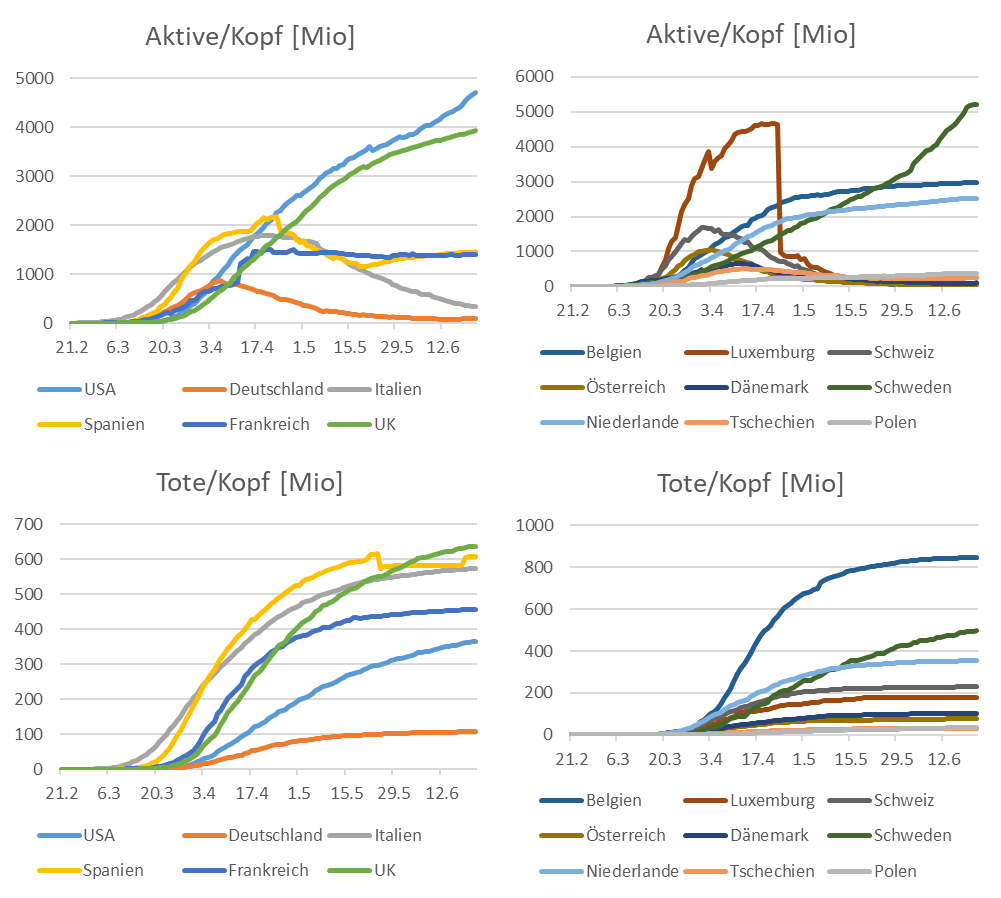 Aktive/Kopf [Mio]
5000
4000
3000
2000
1000
0
21.2 6.3 20.3 3.4 17.4 1.5 15.5 29.5 12.6
USA Deutschland Italien
Spanien Frankreich UK
Aktive/Kopf [Mio]
6000
5000
4000
3000
2000
1000
0
21.2 6.3 20.3 3.4 17.4 1.5 15.5 29.5 12.6
Belgien Luxemburg Schweiz
Österreich Dänemark Schweden
Niederlande Tschechien Polen
Tote/Kopf [Mio]
700
600
500
400
300
200
100
0
21.2 6.3 20.3 3.4 17.4 1.5 15.5 29.5 12.6
USA Deutschland Italien
Spanien Frankreich UK
Tote/Kopf [Mio]
1000
800
600
400
200
0
21.2 6.3 20.3 3.4 17.4 1.5 15.5 29.5 12.6
Belgien Luxemburg Schweiz
Österreich Dänemark Schweden
Niederlande Tschechien Polen